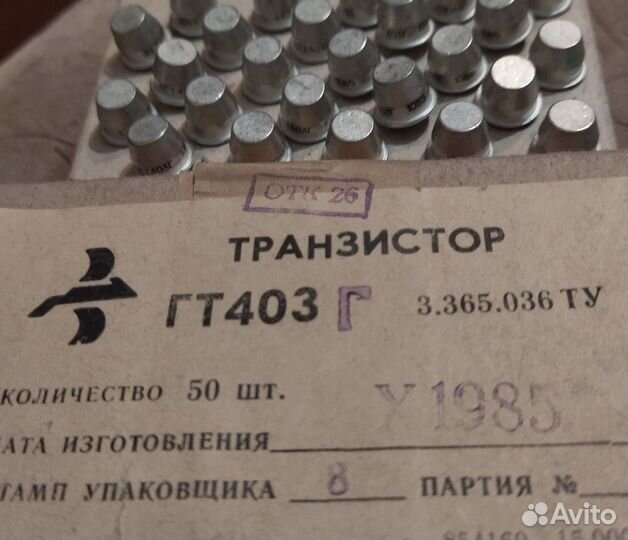 ОТК 26
ТРАНЗИСТОР
ГТ403 Г 3.365.036 ТУ
КОЛИЧЕСТВО 50 шт.
X 1985
АТА ИЗГОТОВЛЕНИЯ
ТАМП УПАКОВЩИКА 8 ПАРТИЯ №
Avito